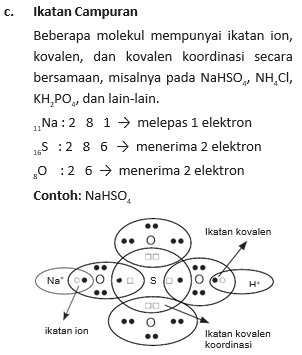 c. Ikatan Campuran
Beberapa molekul mempunyai ikatan ion,
kovalen, dan kovalen koordinasi secara
bersamaan, misalnya pada NaHSO₄, NH₄Cl,
KH₂PO₄, dan lain-lain.
₁₁Na : 2 8 1 → melepas 1 elektron
₁₆S : 2 8 6 → menerima 2 elektron
₈O : 2 6 → menerima 2 elektron
Contoh: NaHSO₄
O
Ikatan kovalen
Na⁺ O S O H⁺
O
ikatan ion
Ikatan kovalen
koordinasi